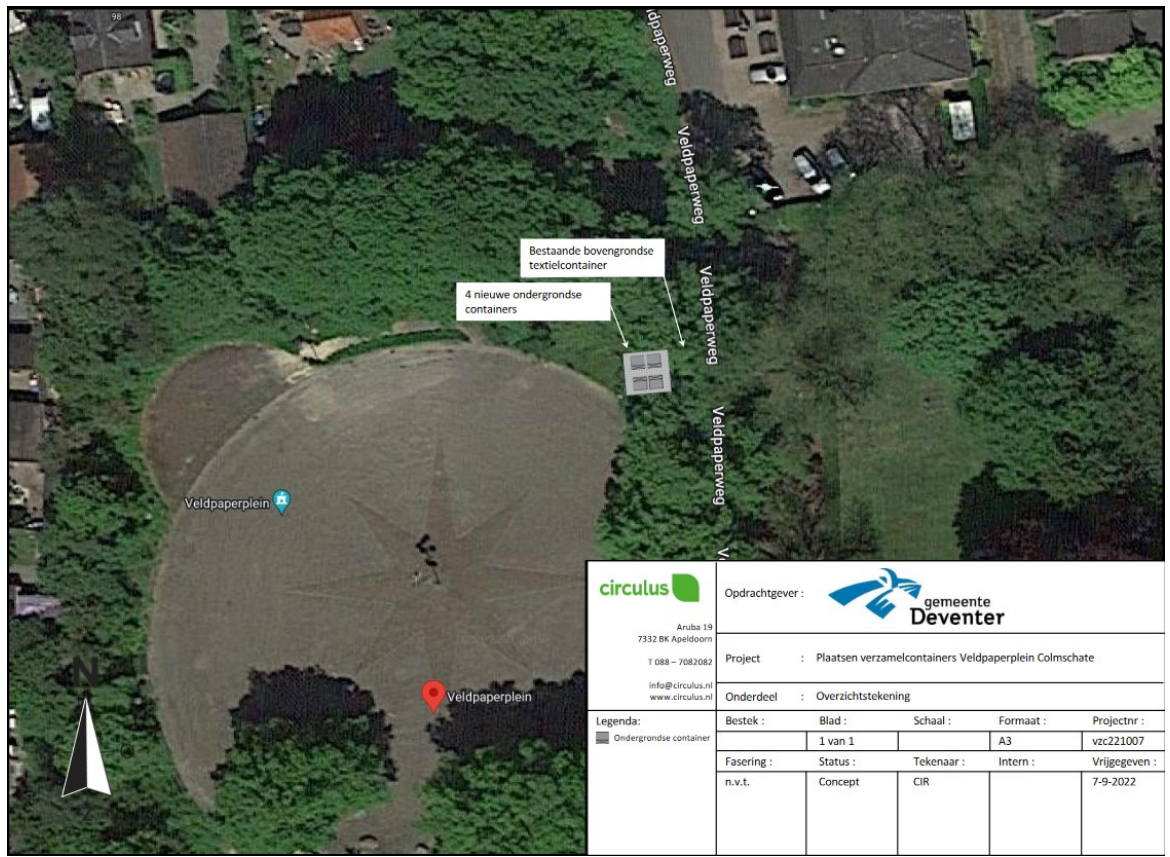 98
ldpaperweg
Veldpaperweg
Bestaande bovengrondse
textielcontainer
Veldpaperweg
4 nieuwe ondergrondse
containers
Veldpaperweg
Veldpaperplein
Ve
Veldpaperplein
N
circulus
Aruba 19
7332 BK Apeldoorn
T 088 – 7082082
info@circulus.nl
www.circulus.nl
Opdrachtgever :
gemeente
Deventer
Project : Plaatsen verzamelcontainers Veldpaperplein Colmschate
Onderdeel : Overzichtstekening
Legenda:
Ondergrondse container
Bestek : Blad : Schaal : Formaat : Projectnr :
1 van 1 A3 vzc221007
Fasering : Status : Tekenaar : Intern : Vrijgegeven :
n.v.t. Concept CIR 7-9-2022